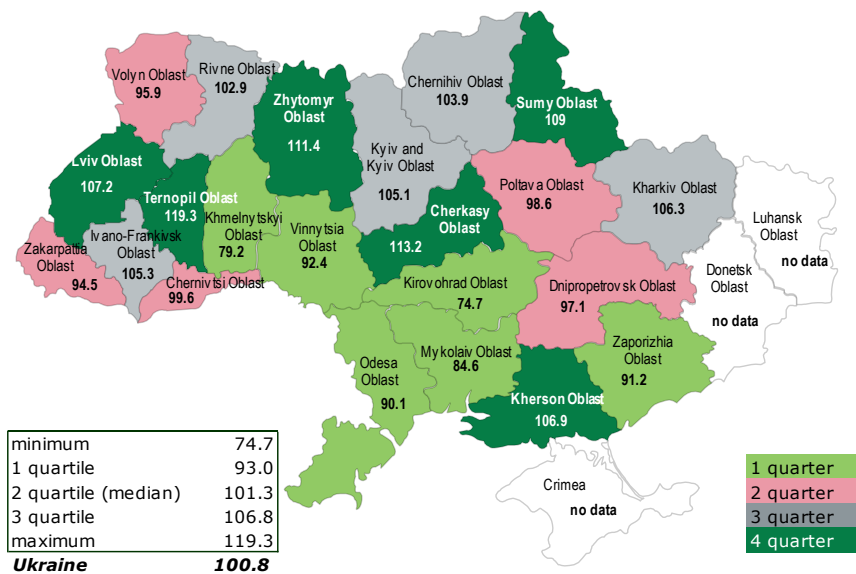 Volyn Oblast
95.9
Rivne Oblast
102.9
Zhytomyr
Oblast
111.4
Chernihiv Oblast
103.9
Sumy Oblast
109
Kyiv and
Kyiv Oblast
105.1
Lviv Oblast
107.2
Ternopil Oblast
119.3
Khmelnytskyi
Oblast
79.2
Vinnytsia
Oblast
92.4
Cherkasy
Oblast
113.2
Poltava Oblast
98.6
Kharkiv Oblast
106.3
Luhansk
Oblast
no data
Zakarpattia
Oblast
94.5
Ivano-Frankivsk
Oblast
105.3
Chernivtsi Oblast
99.6
Kirovohrad Oblast
74.7
Dnipropetrovsk Oblast
97.1
Donetsk
Oblast
no data
Odesa
Oblast
90.1
Mykolaiv Oblast
84.6
Zaporizhia
Oblast
91.2
Kherson Oblast
106.9
Crimea
no data
minimum 74.7
1 quartile 93.0
2 quartile (median) 101.3
3 quartile 106.8
maximum 119.3
Ukraine 100.8
1 quarter
2 quarter
3 quarter
4 quarter